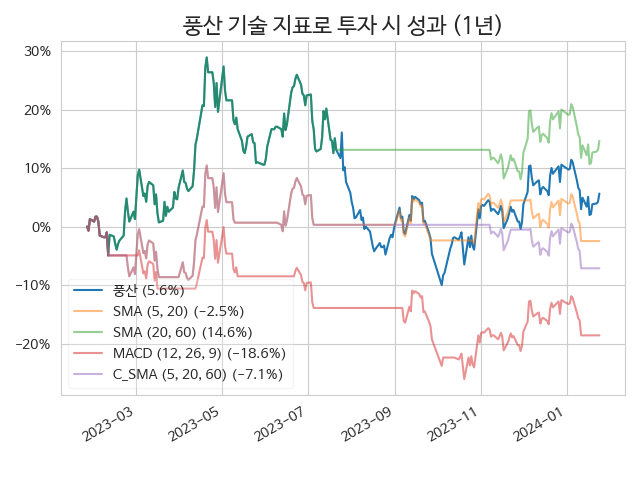 풍산 기술 지표로 투자 시 성과 (1년)
30%
20%
10%
0%
−10%
−20%
풍산 (5.6%)
SMA (5, 20) (−2.5%)
SMA (20, 60) (14.6%)
MACD (12, 26, 9) (−18.6%)
C_SMA (5, 20, 60) (−7.1%)
2023−03
2023−05
2023−07
2023−09
2023−11
2024−01